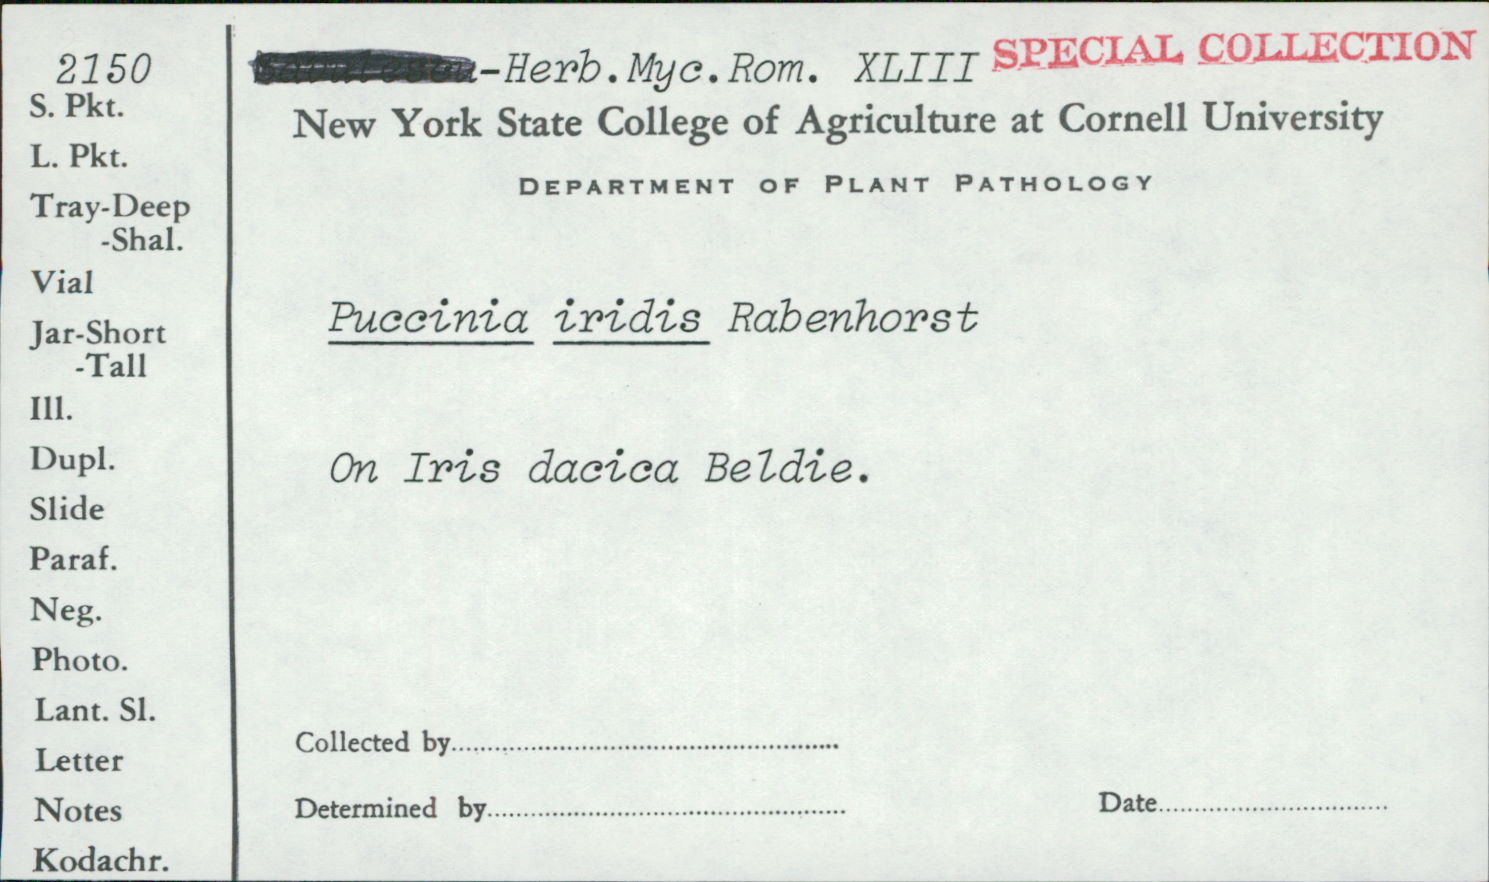 2150
S. Pkt.
L. Pkt.
Tray-Deep
-Shal.
Vial
Jar-Short
-Tall
Ill.
Dupl.
Slide
Paraf.
Neg.
Photo.
Lant. Sl.
Letter
Notes
Kodachr.
-Herb.Myc.Rom. XLIII SPECIAL COLLECTION
New York State College of Agriculture at Cornell University
DEPARTMENT OF PLANT PATHOLOGY
Puccinia iridis Rabenhorst
On Iris dacica Beldie.
Collected by
Determined by
Date